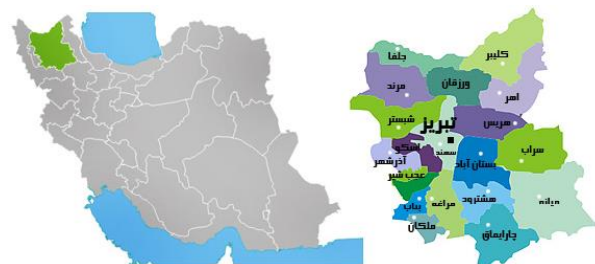 کلیبر
جلفا
ورزقان
مرند
اهر
شبستر
تبریز
هریس
سهند
اسکو
آذرشهر
بستان آباد
سراب
عجب شیر
هشترود
میانه
بناب
مراغه
ملکان
چاراویماق